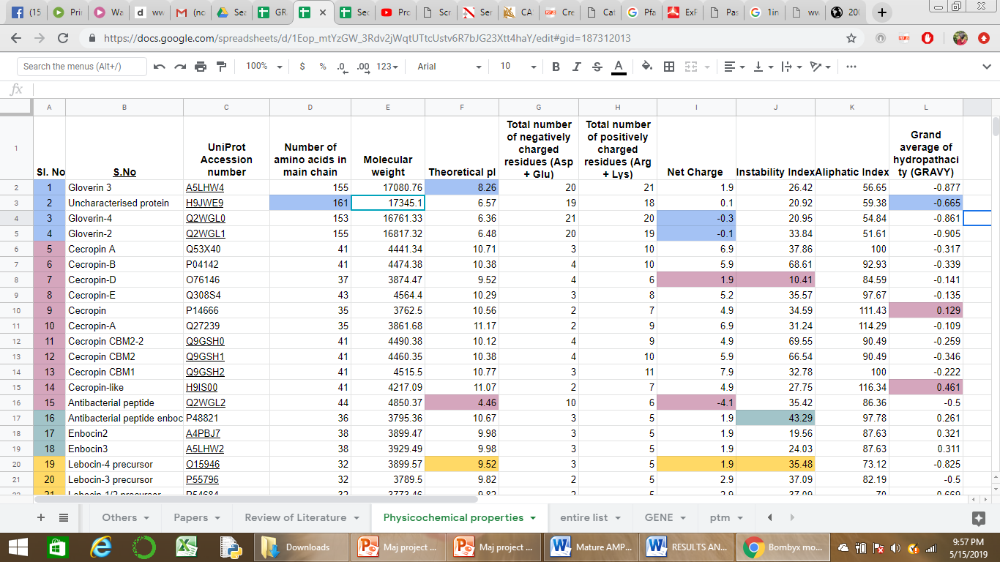 (15 Pri Wa d ww M (nc Sea GR Sec Pro Scr Ser CA Cre Cat Pfa ExF Pas G 1in ww 200
https://docs.google.com/spreadsheets/d/1Eop_mtYzGW_3Rdv2jWqtUTtcUstv6R7bJG23Xtt4haY/edit#gid=187312013
Search the menus (Alt+/) 100% $ % .0 .00 123 Arial 10 B I S A
fx
A B C D E F G H I J K L
1 Sl. No S.No UniProt Accession number Number of amino acids in main chain Molecular weight Theoretical pI Total number of negatively charged residues (Asp + Glu) Total number of positively charged residues (Arg + Lys) Net Charge Instability Index Aliphatic Index Grand average of hydropathaci ty (GRAVY)
2 1 Gloverin 3 A5LHW4 155 17080.76 8.26 20 21 1.9 26.42 56.65 -0.877
3 2 Uncharacterised protein H9JWE9 161 17345.1 6.57 19 18 0.1 20.92 59.38 -0.665
4 3 Gloverin-4 Q2WGL0 153 16761.33 6.36 21 20 -0.3 20.95 54.84 -0.861
5 4 Gloverin-2 Q2WGL1 155 16817.32 6.48 20 19 -0.1 33.84 51.61 -0.905
6 5 Cecropin A Q53X40 41 4441.34 10.71 3 10 6.9 37.86 100 -0.317
7 6 Cecropin-B P04142 41 4474.38 10.38 4 10 5.9 68.61 92.93 -0.339
8 7 Cecropin-D O76146 37 3874.47 9.52 4 6 1.9 10.41 84.59 -0.141
9 8 Cecropin-E Q308S4 43 4564.4 10.29 3 8 5.2 35.57 97.67 -0.135
10 9 Cecropin P14666 35 3762.5 10.56 2 7 4.9 34.59 111.43 0.129
11 10 Cecropin-A Q27239 35 3861.68 11.17 2 9 6.9 31.24 114.29 -0.109
12 11 Cecropin CBM2-2 Q9GSH0 41 4490.38 10.12 4 9 4.9 69.55 90.49 -0.259
13 12 Cecropin CBM2 Q9GSH1 41 4460.35 10.38 4 10 5.9 66.54 90.49 -0.346
14 13 Cecropin CBM1 Q9GSH2 41 4515.5 10.77 3 11 7.9 32.78 100 -0.222
15 14 Cecropin-like H9IS00 41 4217.09 11.07 2 7 4.9 27.75 116.34 0.461
16 15 Antibacterial peptide Q2WGL2 44 4850.37 4.46 10 6 -4.1 35.42 86.36 -0.5
17 16 Antibacterial peptide enboc P48821 36 3795.36 10.67 3 5 1.9 43.29 97.78 0.261
18 17 Enbocin2 A4PBJ7 38 3899.47 9.98 3 5 1.9 19.56 87.63 0.321
19 18 Enbocin3 A5LHW2 38 3929.49 9.98 3 5 1.9 24.03 87.63 0.311
20 19 Lebocin-4 precursor O15946 32 3899.57 9.52 3 5 1.9 35.48 73.12 -0.825
21 20 Lebocin-3 precursor P55796 32 3789.5 9.82 2 5 2.9 37.09 82.19 -0.5
22 21 Lebocin-1/2 precursor P54684 32 3773.46 9.82 2 5 2.9 37.09 70 -0.669
Others Papers Review of Literature Physicochemical properties entire list GENE ptm
Downloads Maj project ... Maj project ... Mature AMP... RESULTS AN... Bombyx mo... 9:57 PM
5/15/2019